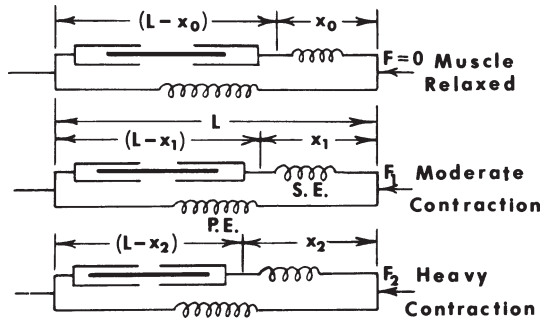 (L-x₀) x₀
F=0 Muscle
Relaxed
L
(L-x₁) x₁
F₁ Moderate
S.E.
Contraction
P.E.
(L-x₂) x₂
F₂ Heavy
Contraction